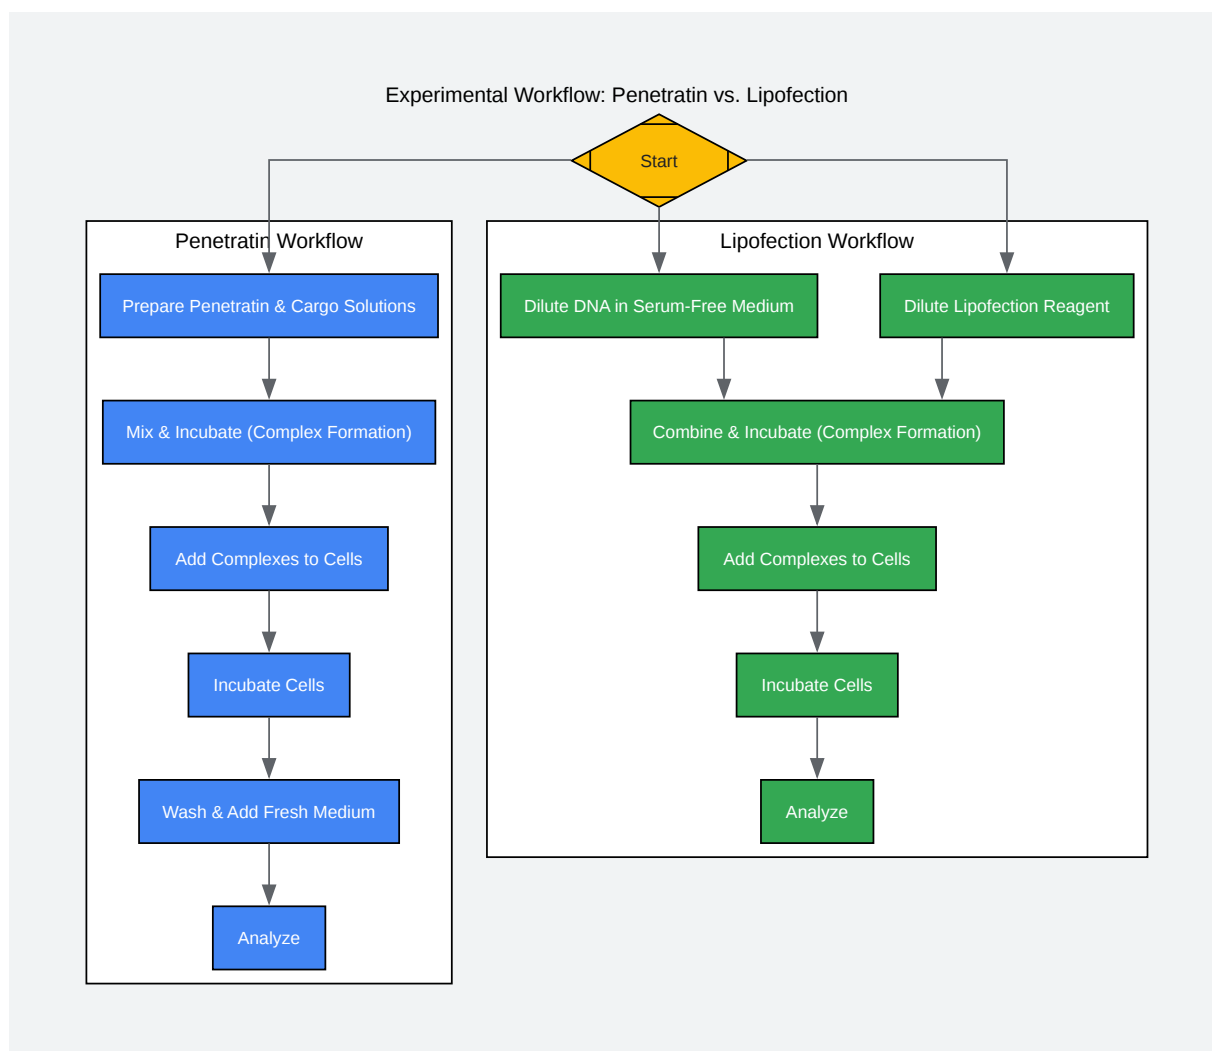 Experimental Workflow: Penetratin vs. Lipofection
Start
Penetratin Workflow
Prepare Penetratin & Cargo Solutions
Mix & Incubate (Complex Formation)
Add Complexes to Cells
Incubate Cells
Wash & Add Fresh Medium
Analyze
Lipofection Workflow
Dilute DNA in Serum-Free Medium
Dilute Lipofection Reagent
Combine & Incubate (Complex Formation)
Add Complexes to Cells
Incubate Cells
Analyze